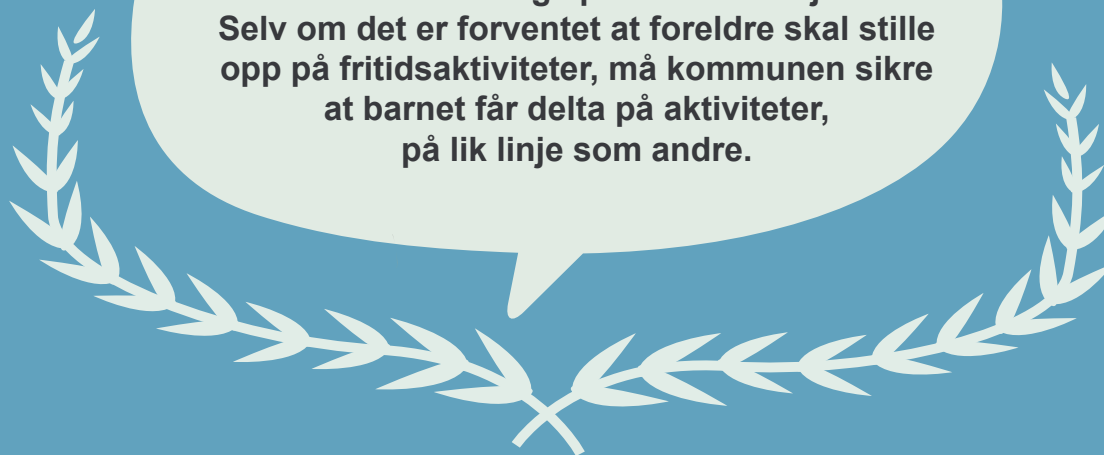 Selv om det er forventet at foreldre skal stille
opp på fritidsaktiviteter, må kommunen sikre
at barnet får delta på aktiviteter,
på lik linje som andre.